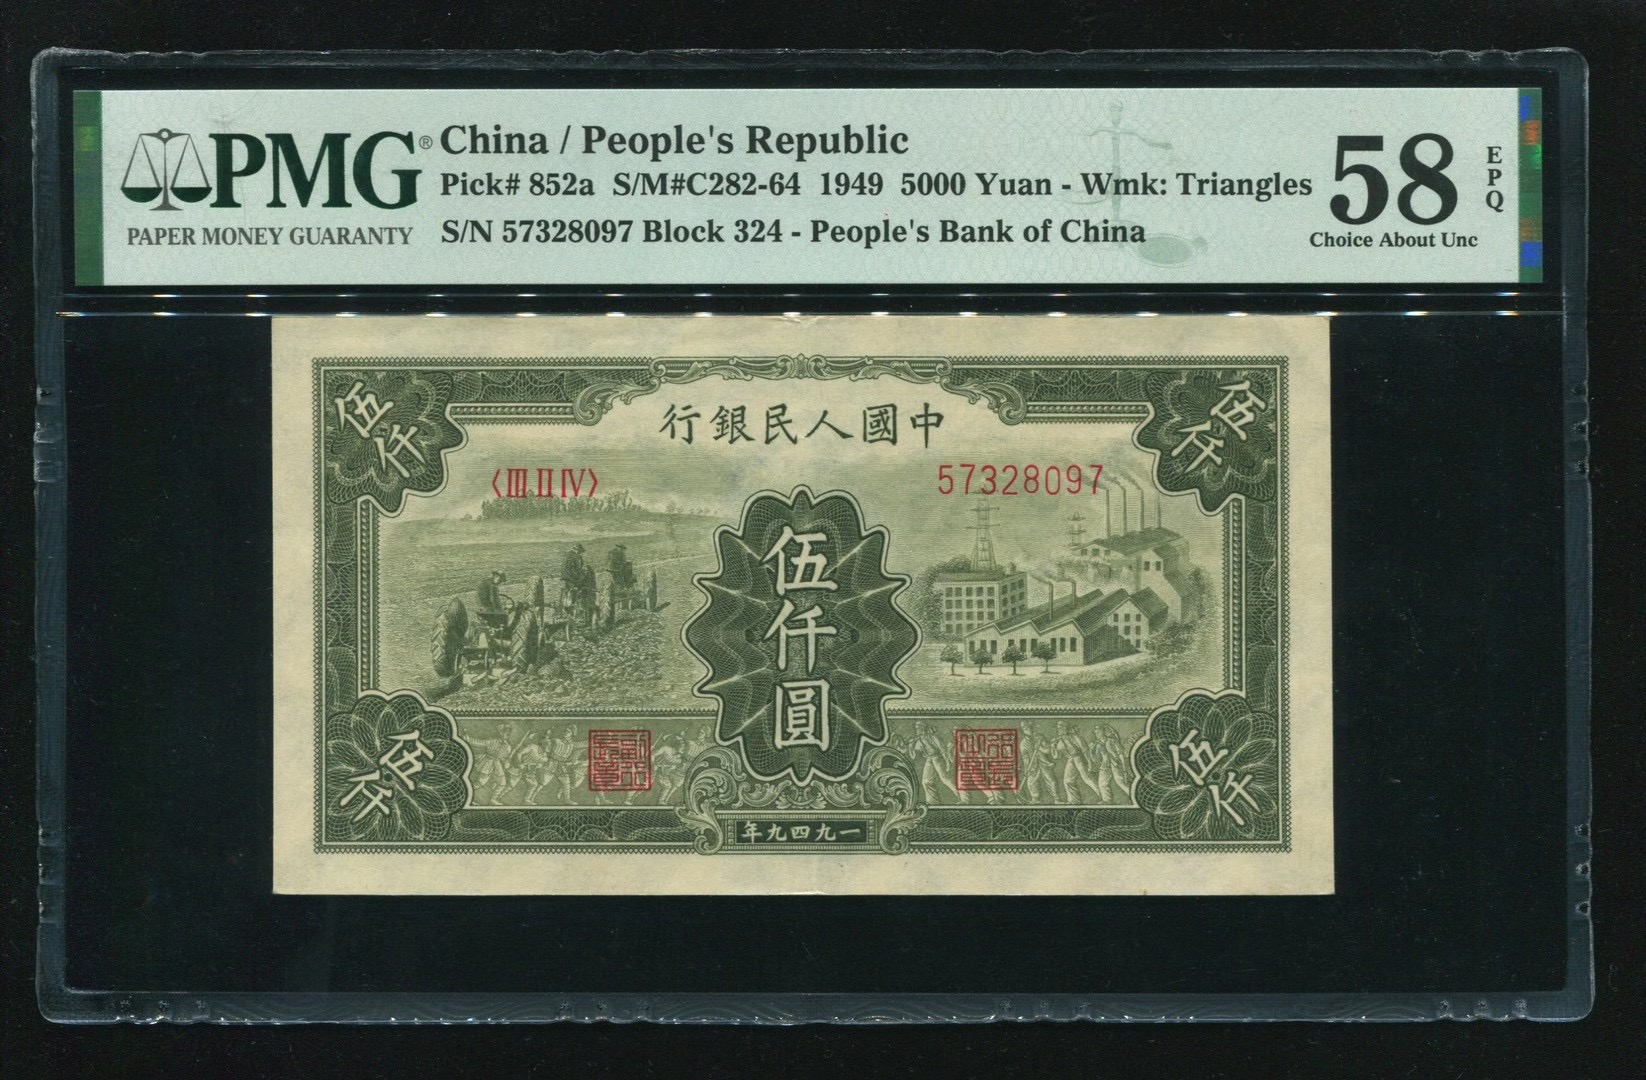 PMG®
PAPER MONEY GUARANTY
China / People's Republic
Pick# 852a S/M#C282-64 1949 5000 Yuan - Wmk: Triangles
S/N 57328097 Block 324 - People's Bank of China
58
EPQ
Choice About Unc
行銀民人國中
〈III II IV〉
57328097
伍仟
伍仟
伍仟圓
伍仟
伍仟
年九四九一